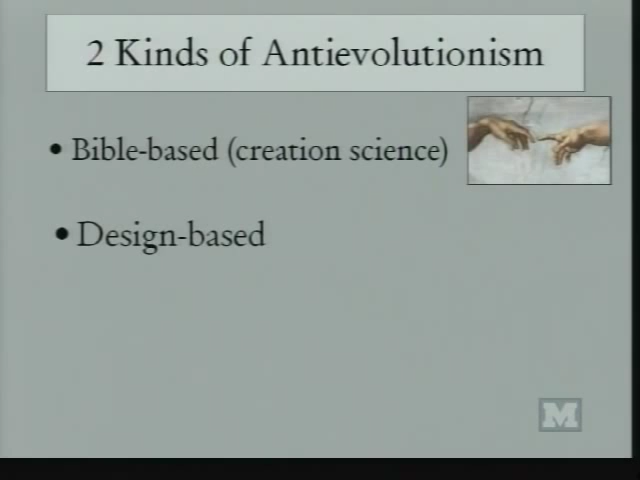 2 Kinds of Antievolutionism
• Bible-based (creation science)
• Design-based
M